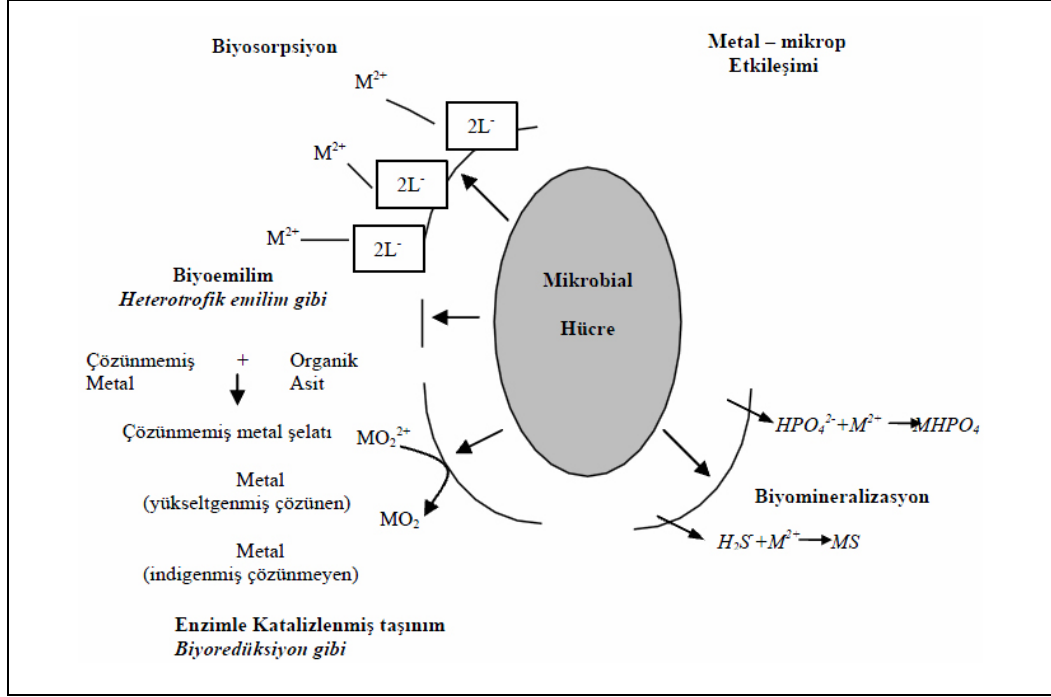 Biyosorpsiyon
Metal – mikrop
Etkileşimi
M²⁺
2L⁻
M²⁺
2L⁻
M²⁺
2L⁻
Biyoemilim
Heterotrofik emilim gibi
Mikrobial
Hücre
Çözünmemiş + Organik
Metal Asit
Çözünmemiş metal şelatı
MO₂²⁺
Metal
(yükseltgenmiş çözünen)
MO₂
Metal
(indigenmiş çözünmeyen)
Enzimle Katalizlenmiş taşınım
Biyoredüksiyon gibi
HPO₄²⁻+M²⁺→MHPO₄
Biyomineralizasyon
H₂S+M²⁺→MS